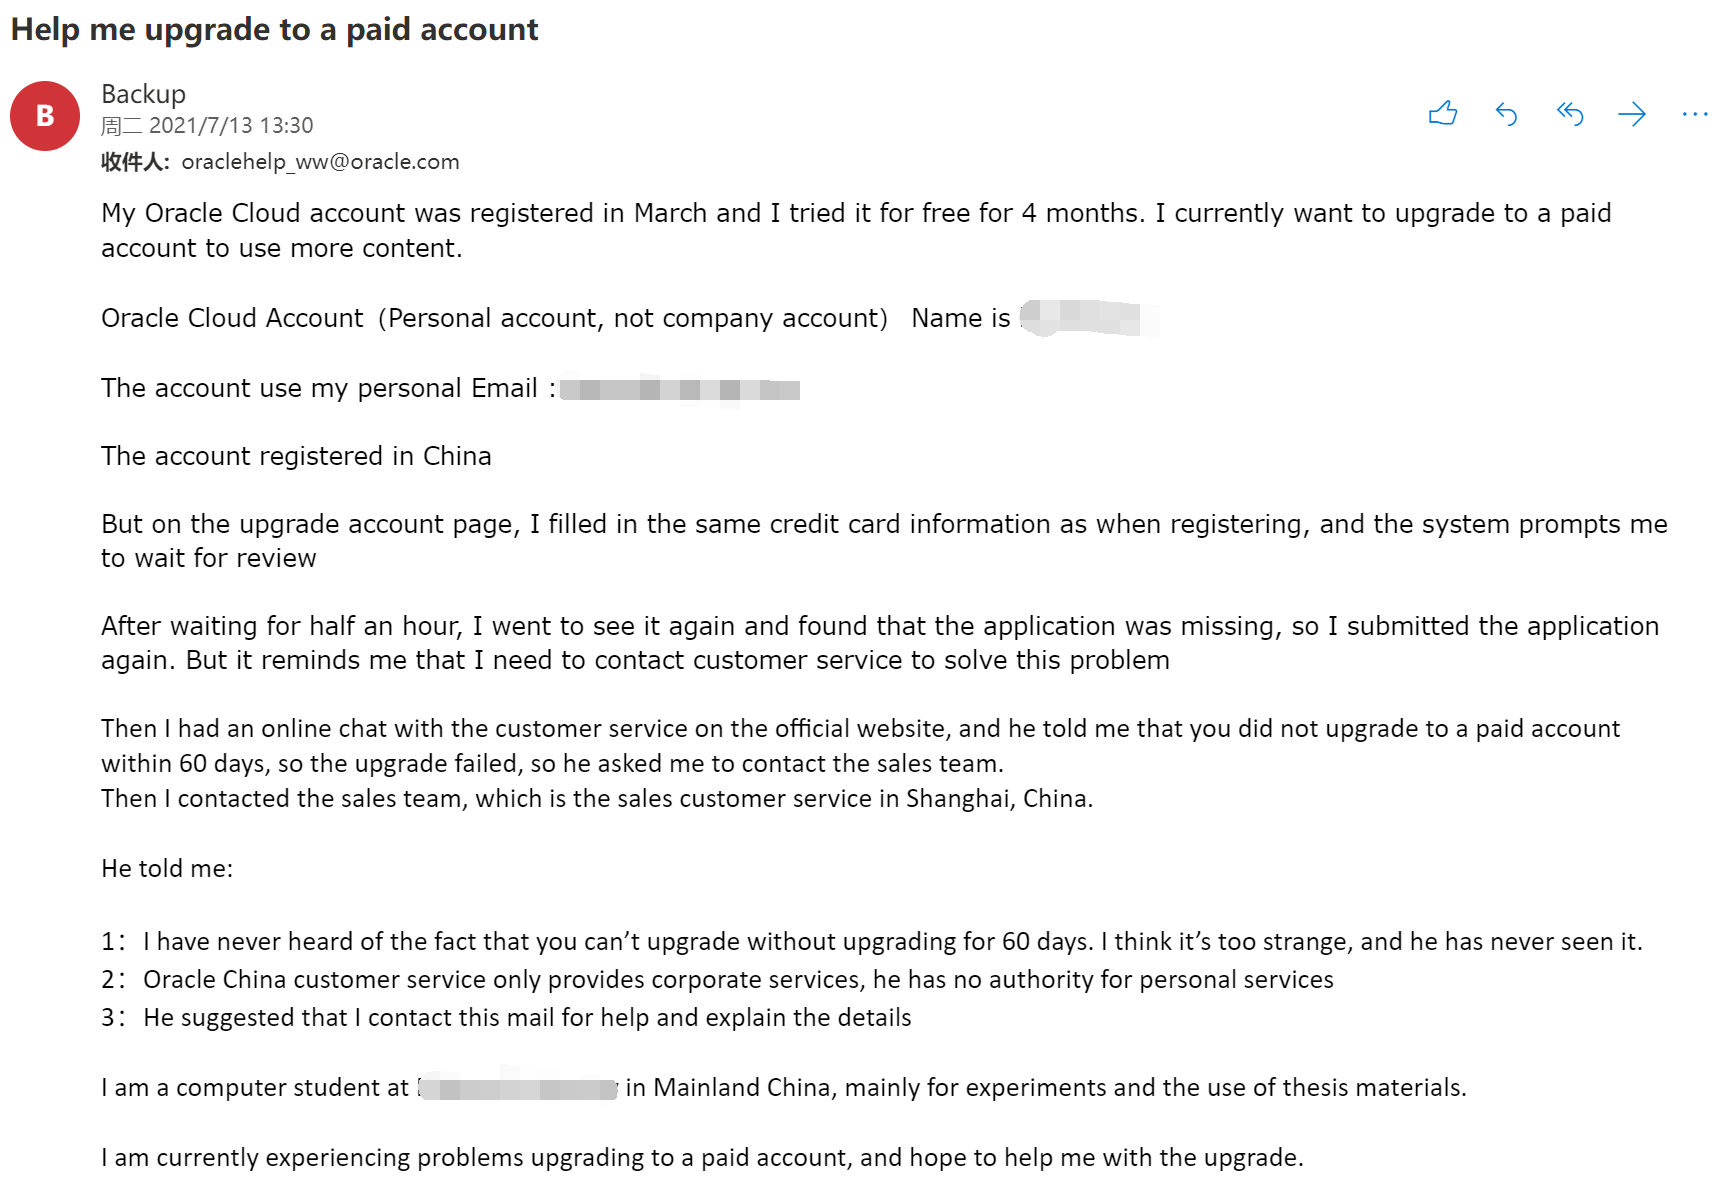 Help me upgrade to a paid account
B
Backup
周二 2021/7/13 13:30
收件人: oraclehelp_ww@oracle.com
My Oracle Cloud account was registered in March and I tried it for free for 4 months. I currently want to upgrade to a paid
account to use more content.
Oracle Cloud Account（Personal account, not company account） Name is
The account use my personal Email :
The account registered in China
But on the upgrade account page, I filled in the same credit card information as when registering, and the system prompts me
to wait for review
After waiting for half an hour, I went to see it again and found that the application was missing, so I submitted the application
again. But it reminds me that I need to contact customer service to solve this problem
Then I had an online chat with the customer service on the official website, and he told me that you did not upgrade to a paid account
within 60 days, so the upgrade failed, so he asked me to contact the sales team.
Then I contacted the sales team, which is the sales customer service in Shanghai, China.
He told me:
1：I have never heard of the fact that you can’t upgrade without upgrading for 60 days. I think it’s too strange, and he has never seen it.
2：Oracle China customer service only provides corporate services, he has no authority for personal services
3：He suggested that I contact this mail for help and explain the details
I am a computer student at in Mainland China, mainly for experiments and the use of thesis materials.
I am currently experiencing problems upgrading to a paid account, and hope to help me with the upgrade.